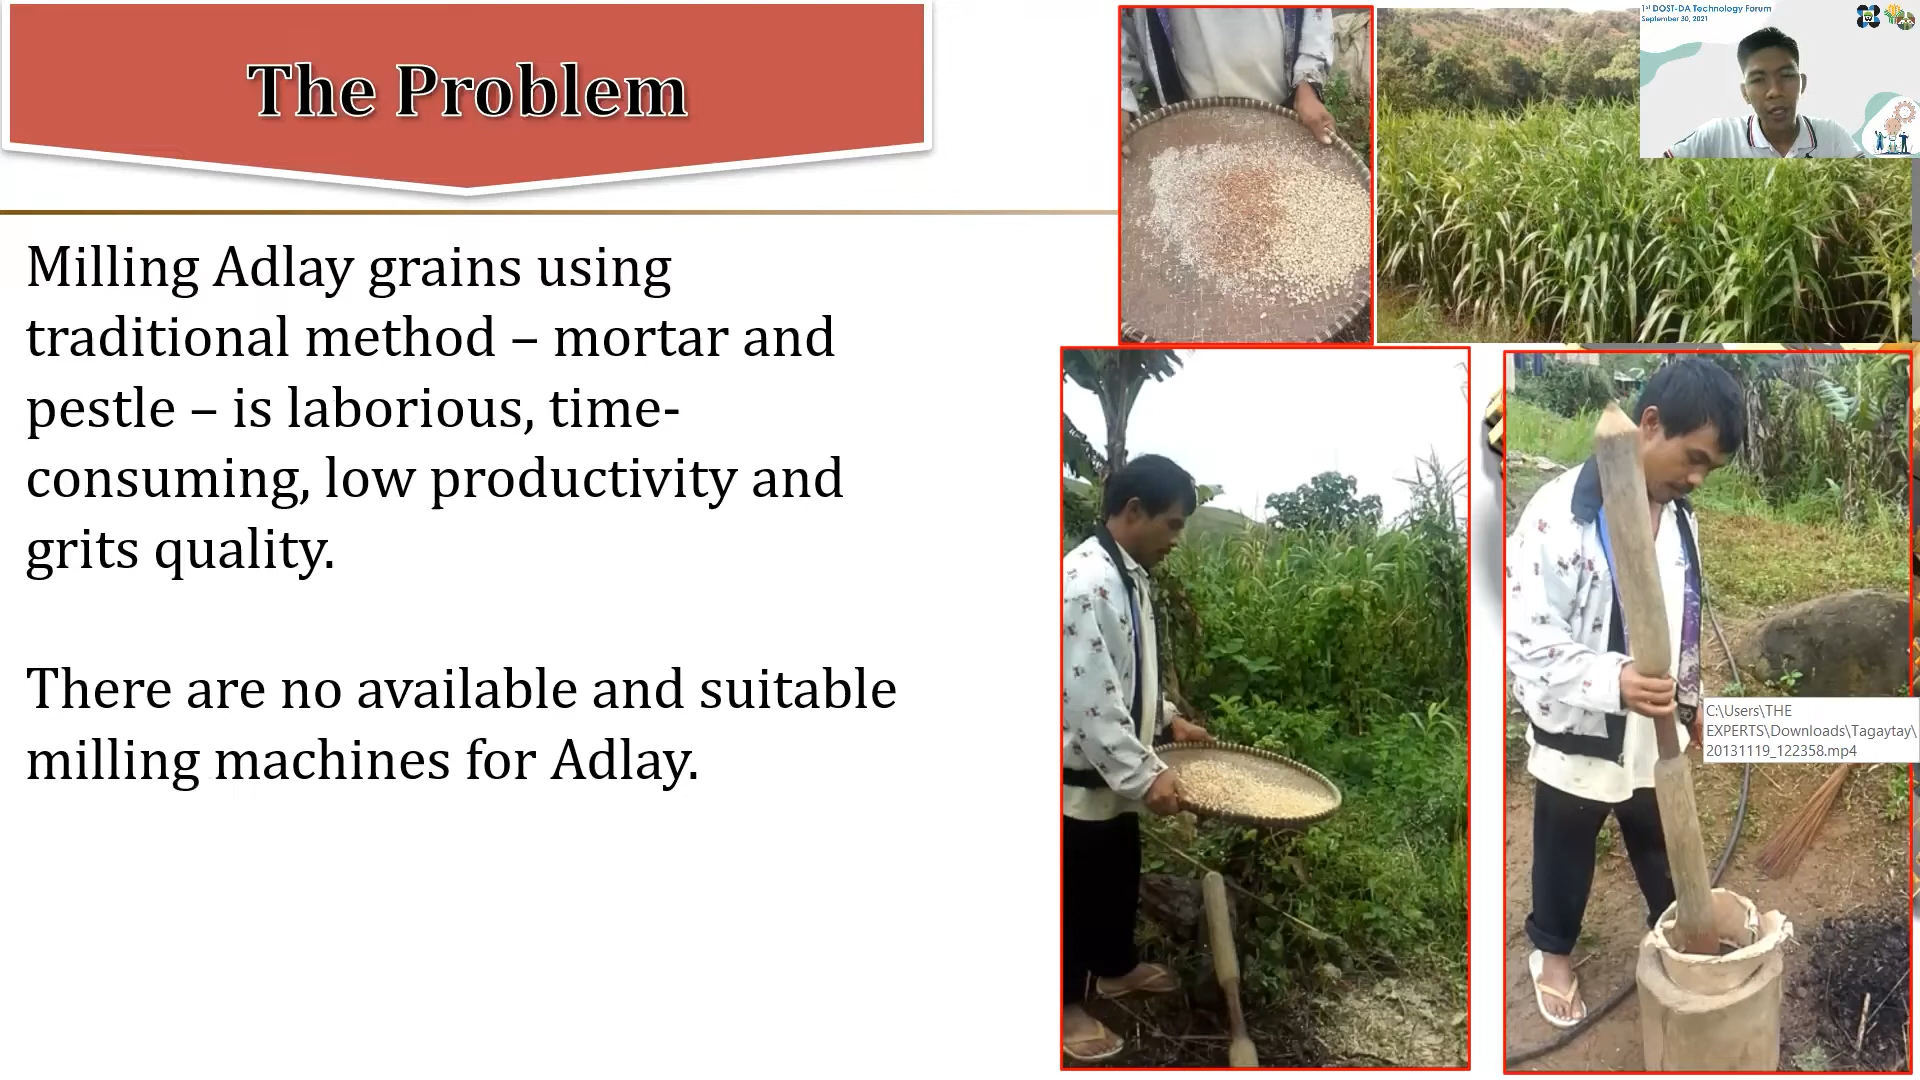 The Problem
Milling Adlay grains using
traditional method – mortar and
pestle – is laborious, time-
consuming, low productivity and
grits quality.
There are no available and suitable
milling machines for Adlay.
1st DOST-DA Technology Forum
September 30, 2021
C:\Users\THE
EXPERTS\Downloads\Tagaytay\
20131119_122358.mp4